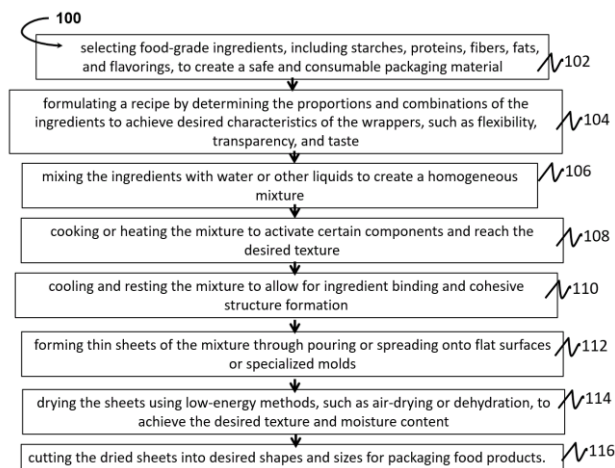 100
selecting food-grade ingredients, including starches, proteins, fibers, fats,
and flavorings, to create a safe and consumable packaging material
102
formulating a recipe by determining the proportions and combinations of the
ingredients to achieve desired characteristics of the wrappers, such as flexibility,
transparency, and taste
104
mixing the ingredients with water or other liquids to create a homogeneous
mixture
106
cooking or heating the mixture to activate certain components and reach the
desired texture
108
cooling and resting the mixture to allow for ingredient binding and cohesive
structure formation
110
forming thin sheets of the mixture through pouring or spreading onto flat surfaces
or specialized molds
112
drying the sheets using low-energy methods, such as air-drying or dehydration, to
achieve the desired texture and moisture content
114
cutting the dried sheets into desired shapes and sizes for packaging food products.
116